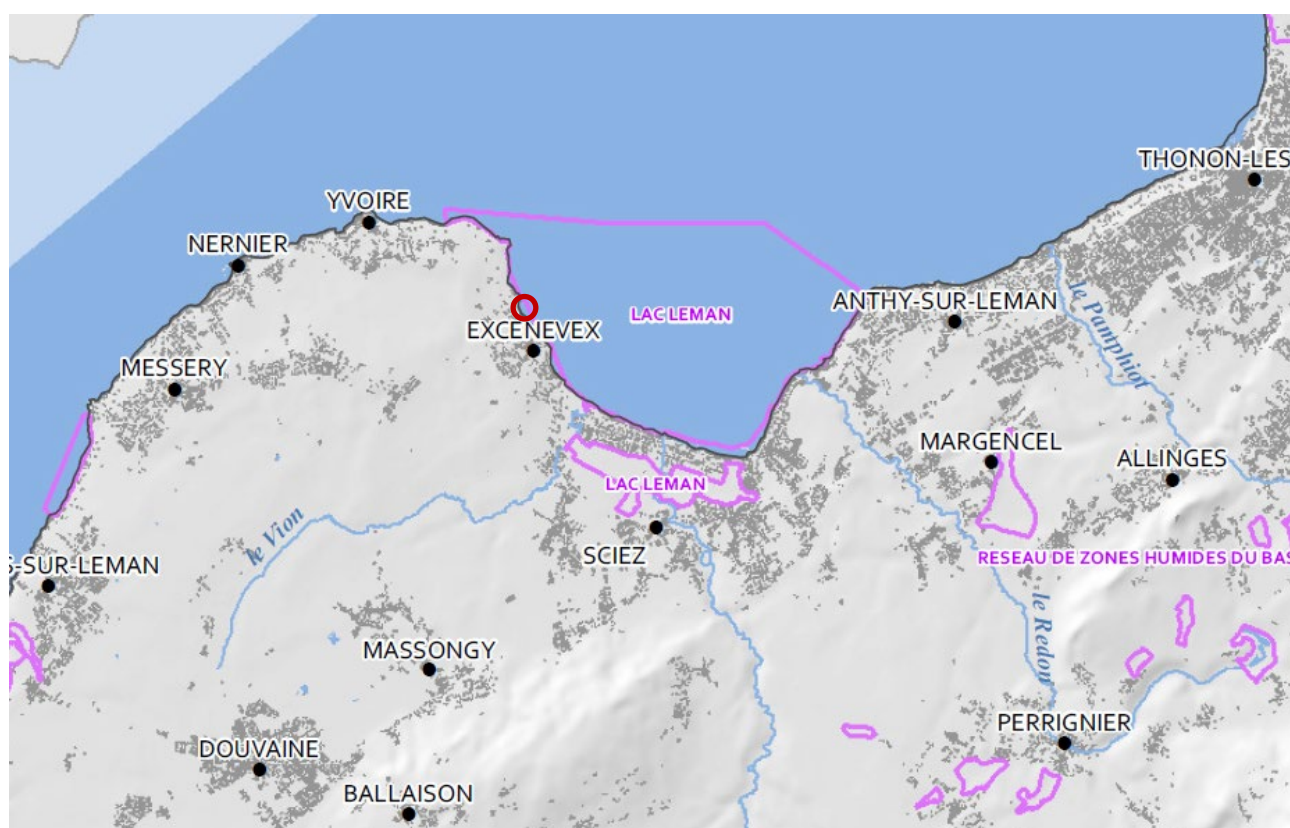 THONON-LES
YVOIRE
NERNIER
ANTHY-SUR-LEMAN
LAC LEMAN
EXCENEVEX
le Pamphiot
MESSERY
MARGENCEL
ALLINGES
LAC LEMAN
le Vion
SCIEZ
RESEAU DE ZONES HUMIDES DU BAS
S-SUR-LEMAN
le Redon
MASSONGY
PERRIGNIER
DOUVAINE
BALLAISON